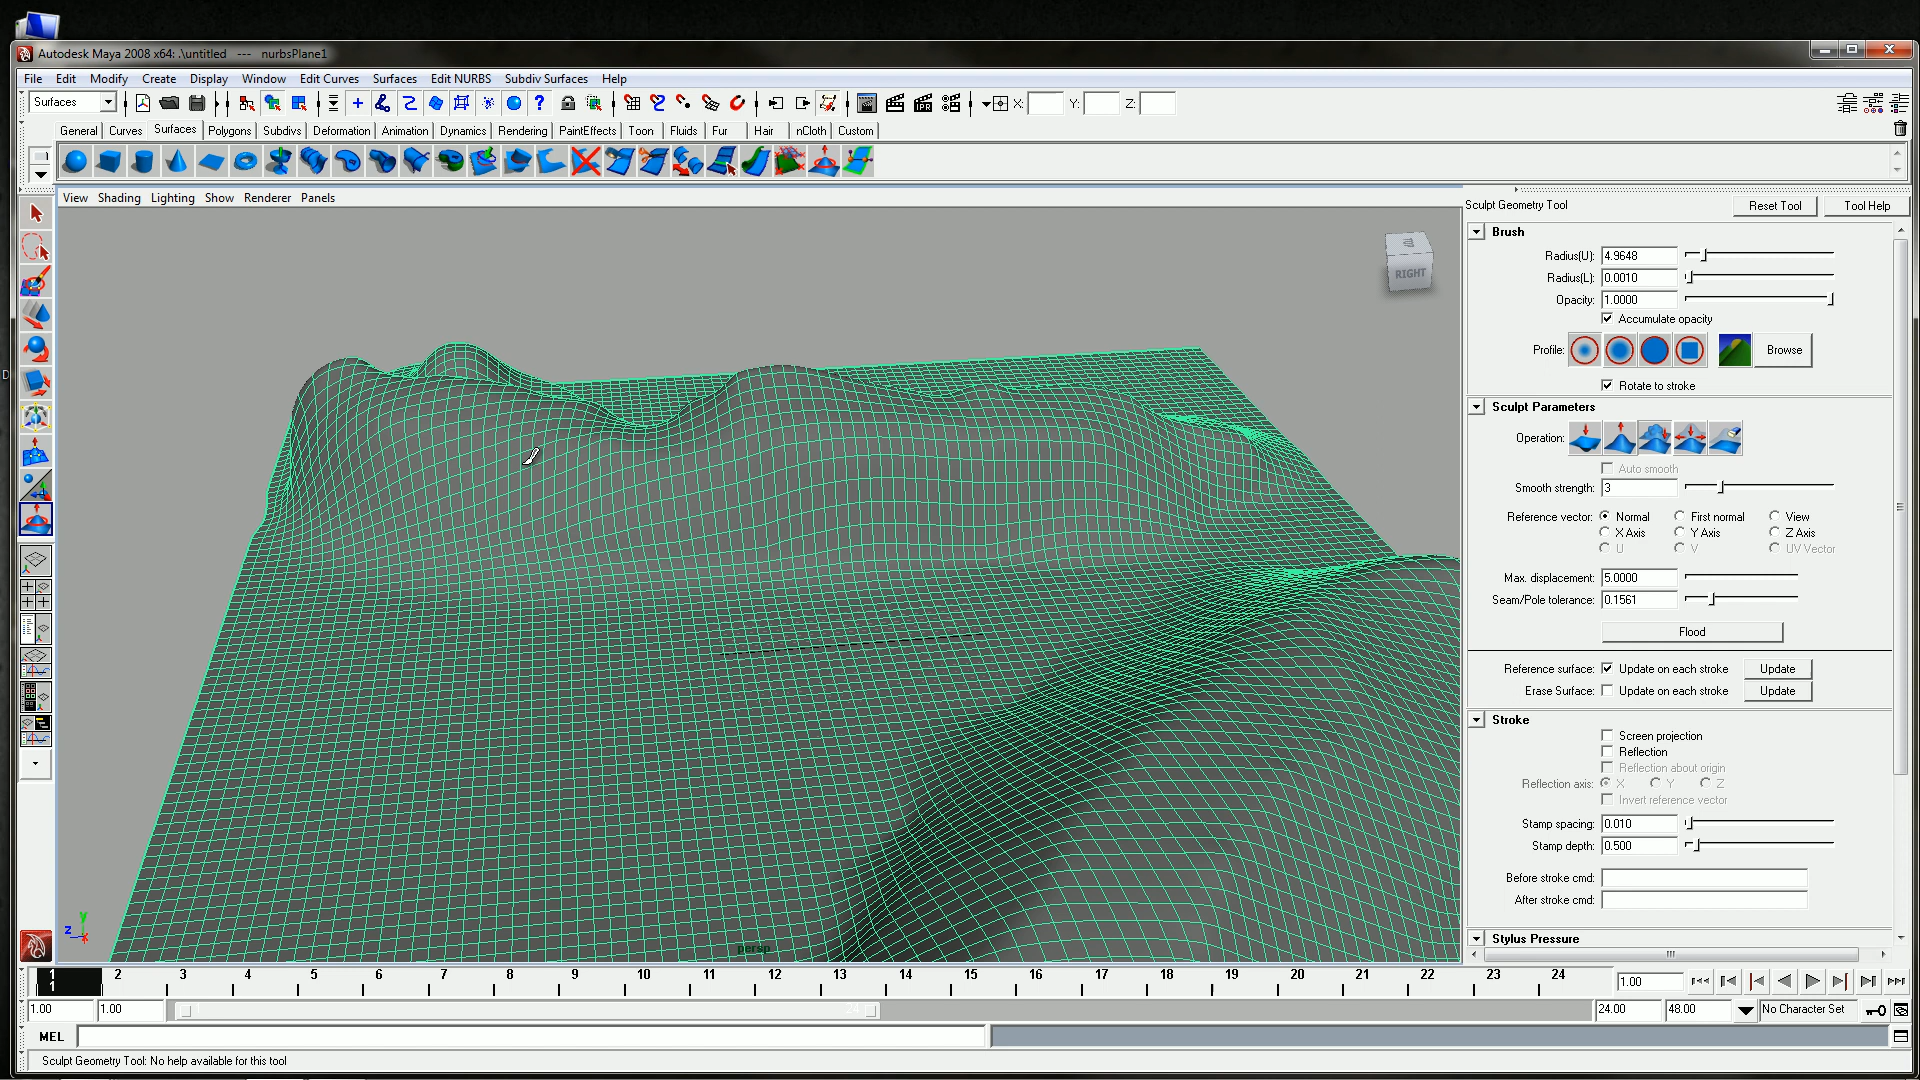 Autodesk Maya 2008 x64: .\untitled --- nurbsPlane1
File Edit Modify Create Display Window Edit Curves Surfaces Edit NURBS Subdiv Surfaces Help
Surfaces X: Y: Z:
General Curves Surfaces Polygons Subdivs Deformation Animation Dynamics Rendering PaintEffects Toon Fluids Fur Hair nCloth Custom
View Shading Lighting Show Renderer Panels
RIGHT
persp
y
z x
Sculpt Geometry Tool Reset Tool Tool Help
Brush
Radius(U): 4.9648
Radius(L): 0.0010
Opacity: 1.0000
Accumulate opacity
Profile: Browse
Rotate to stroke
Sculpt Parameters
Operation:
Auto smooth
Smooth strength: 3
Reference vector: Normal First normal View
X Axis Y Axis Z Axis
U V UV Vector
Max. displacement: 5.0000
Seam/Pole tolerance: 0.1561
Flood
Reference surface: Update on each stroke Update
Erase Surface: Update on each stroke Update
Stroke
Screen projection
Reflection
Reflection about origin
Reflection axis: X Y Z
Invert reference vector
Stamp spacing: 0.010
Stamp depth: 0.500
Before stroke cmd:
After stroke cmd:
Stylus Pressure
1 2 3 4 5 6 7 8 9 10 11 12 13 14 15 16 17 18 19 20 21 22 23 24
1 1.00
1.00 1.00 1 24 24.00 48.00 No Character Set
MEL
Sculpt Geometry Tool: No help available for this tool